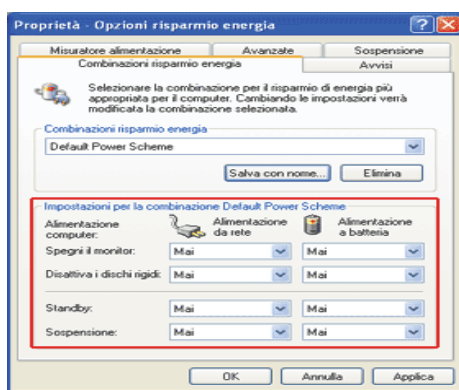 Proprietà - Opzioni risparmio energia
Misuratore alimentazione Avanzate Sospensione
Combinazioni risparmio energia Avvisi
Selezionare la combinazione per il risparmio di energia più
appropriata per il computer. Cambiando le impostazioni verrà
modificata la combinazione selezionata.
Combinazioni risparmio energia
Default Power Scheme
Salva con nome... Elimina
Impostazioni per la combinazione Default Power Scheme
Alimentazione computer: Alimentazione da rete Alimentazione a batteria
Spegni il monitor: Mai Mai
Disattiva i dischi rigidi: Mai Mai
Standby: Mai Mai
Sospensione: Mai Mai
OK Annulla Applica